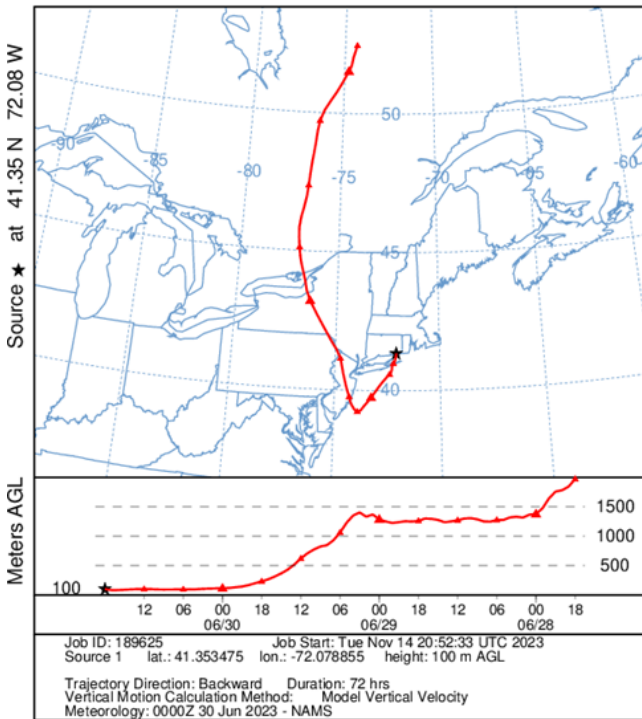 Source ★ at 41.35 N 72.08 W
-90
-85
-80
-75
-70
-65
-60
50
45
40
Meters AGL
1500
1000
500
100
12 06 00 18 12 06 00 18 12 06 00 18
06/30 06/29 06/28
Job ID: 189625 Job Start: Tue Nov 14 20:52:33 UTC 2023
Source 1 lat.: 41.353475 lon.: -72.078855 height: 100 m AGL
Trajectory Direction: Backward Duration: 72 hrs
Vertical Motion Calculation Method: Model Vertical Velocity
Meteorology: 0000Z 30 Jun 2023 - NAMS